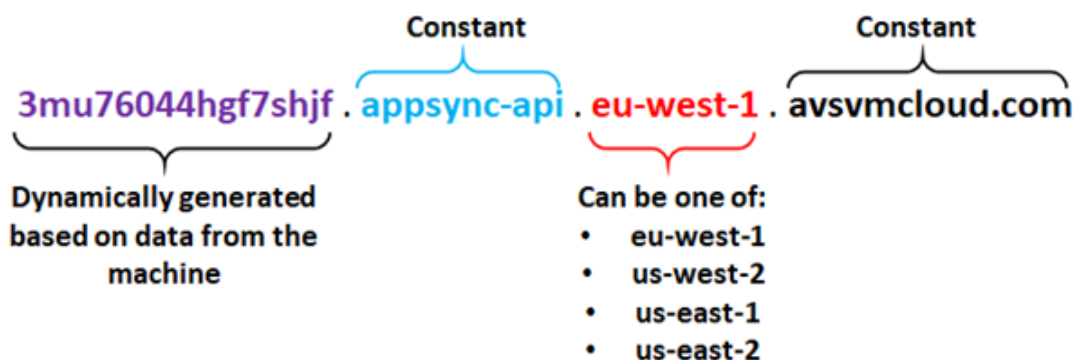 Constant Constant
3mu76044hgf7shjf . appsync-api . eu-west-1 . avsvmcloud.com
Dynamically generated
based on data from the
machine
Can be one of:
• eu-west-1
• us-west-2
• us-east-1
• us-east-2